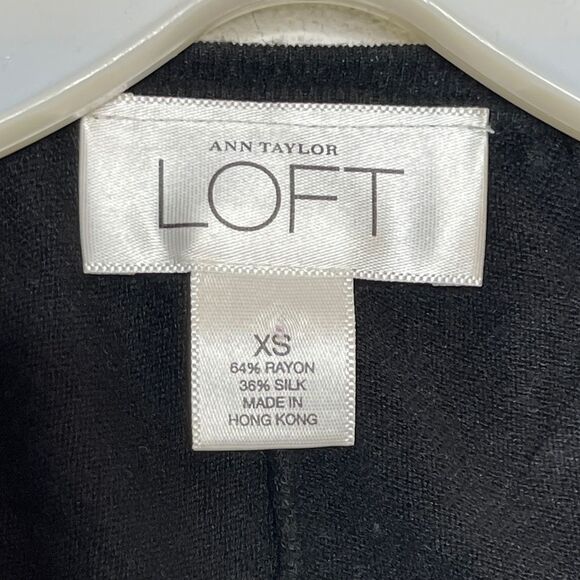 ANN TAYLOR
LOFT
XS
64% RAYON
36% SILK
MADE IN
HONG KONG